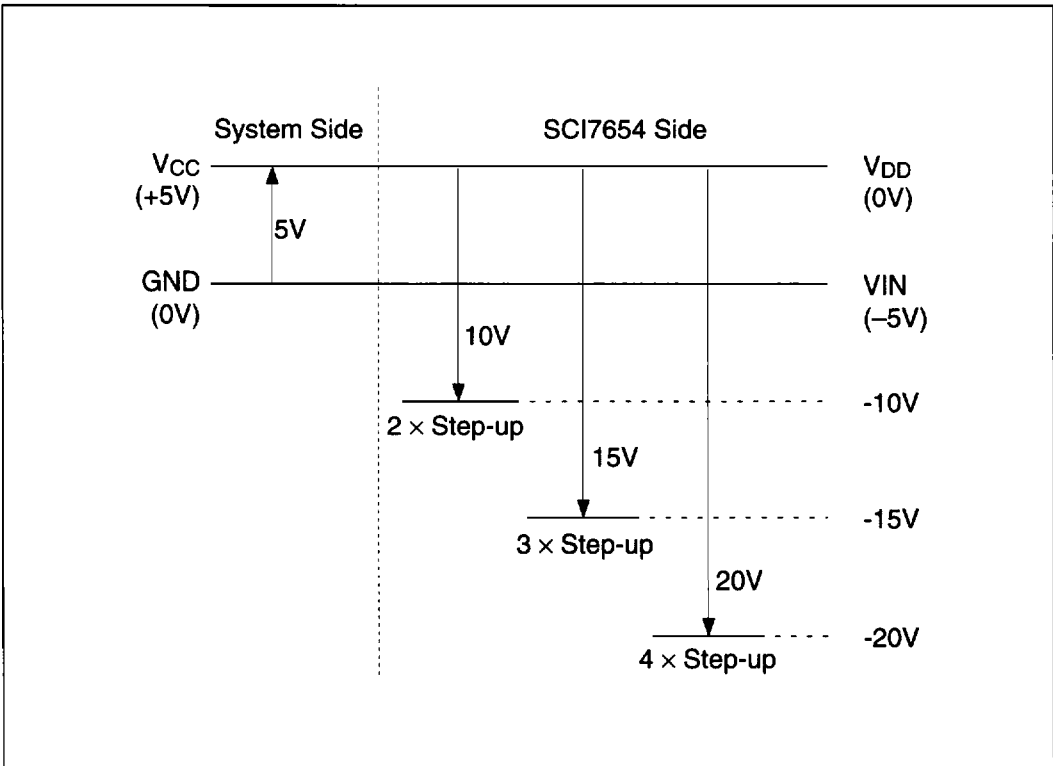 System Side
SCI7654 Side
VCC
(+5V)
VDD
(0V)
5V
GND
(0V)
VIN
(–5V)
10V
-10V
2 × Step-up
15V
-15V
3 × Step-up
20V
-20V
4 × Step-up